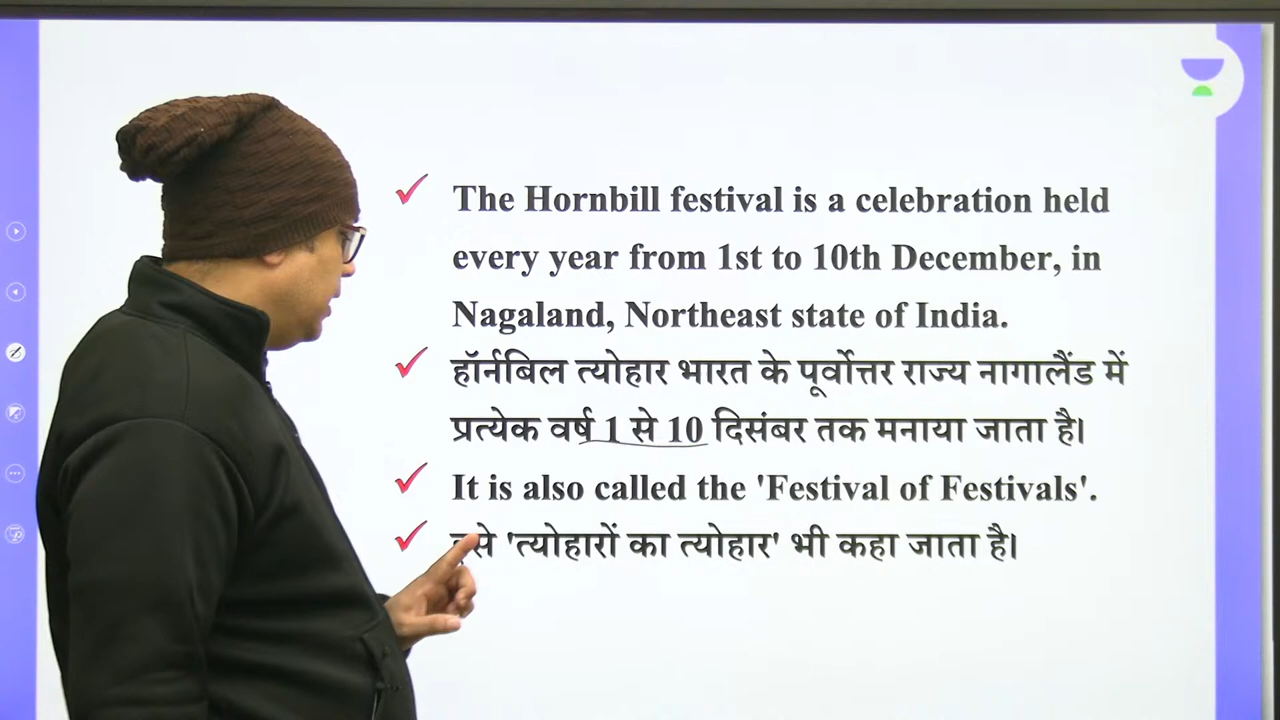 The Hornbill festival is a celebration held
every year from 1st to 10th December, in
Nagaland, Northeast state of India.
हॉर्नबिल त्योहार भारत के पूर्वोत्तर राज्य नागालैंड में
प्रत्येक वर्ष 1 से 10 दिसंबर तक मनाया जाता है।
It is also called the 'Festival of Festivals'.
इसे 'त्योहारों का त्योहार' भी कहा जाता है।